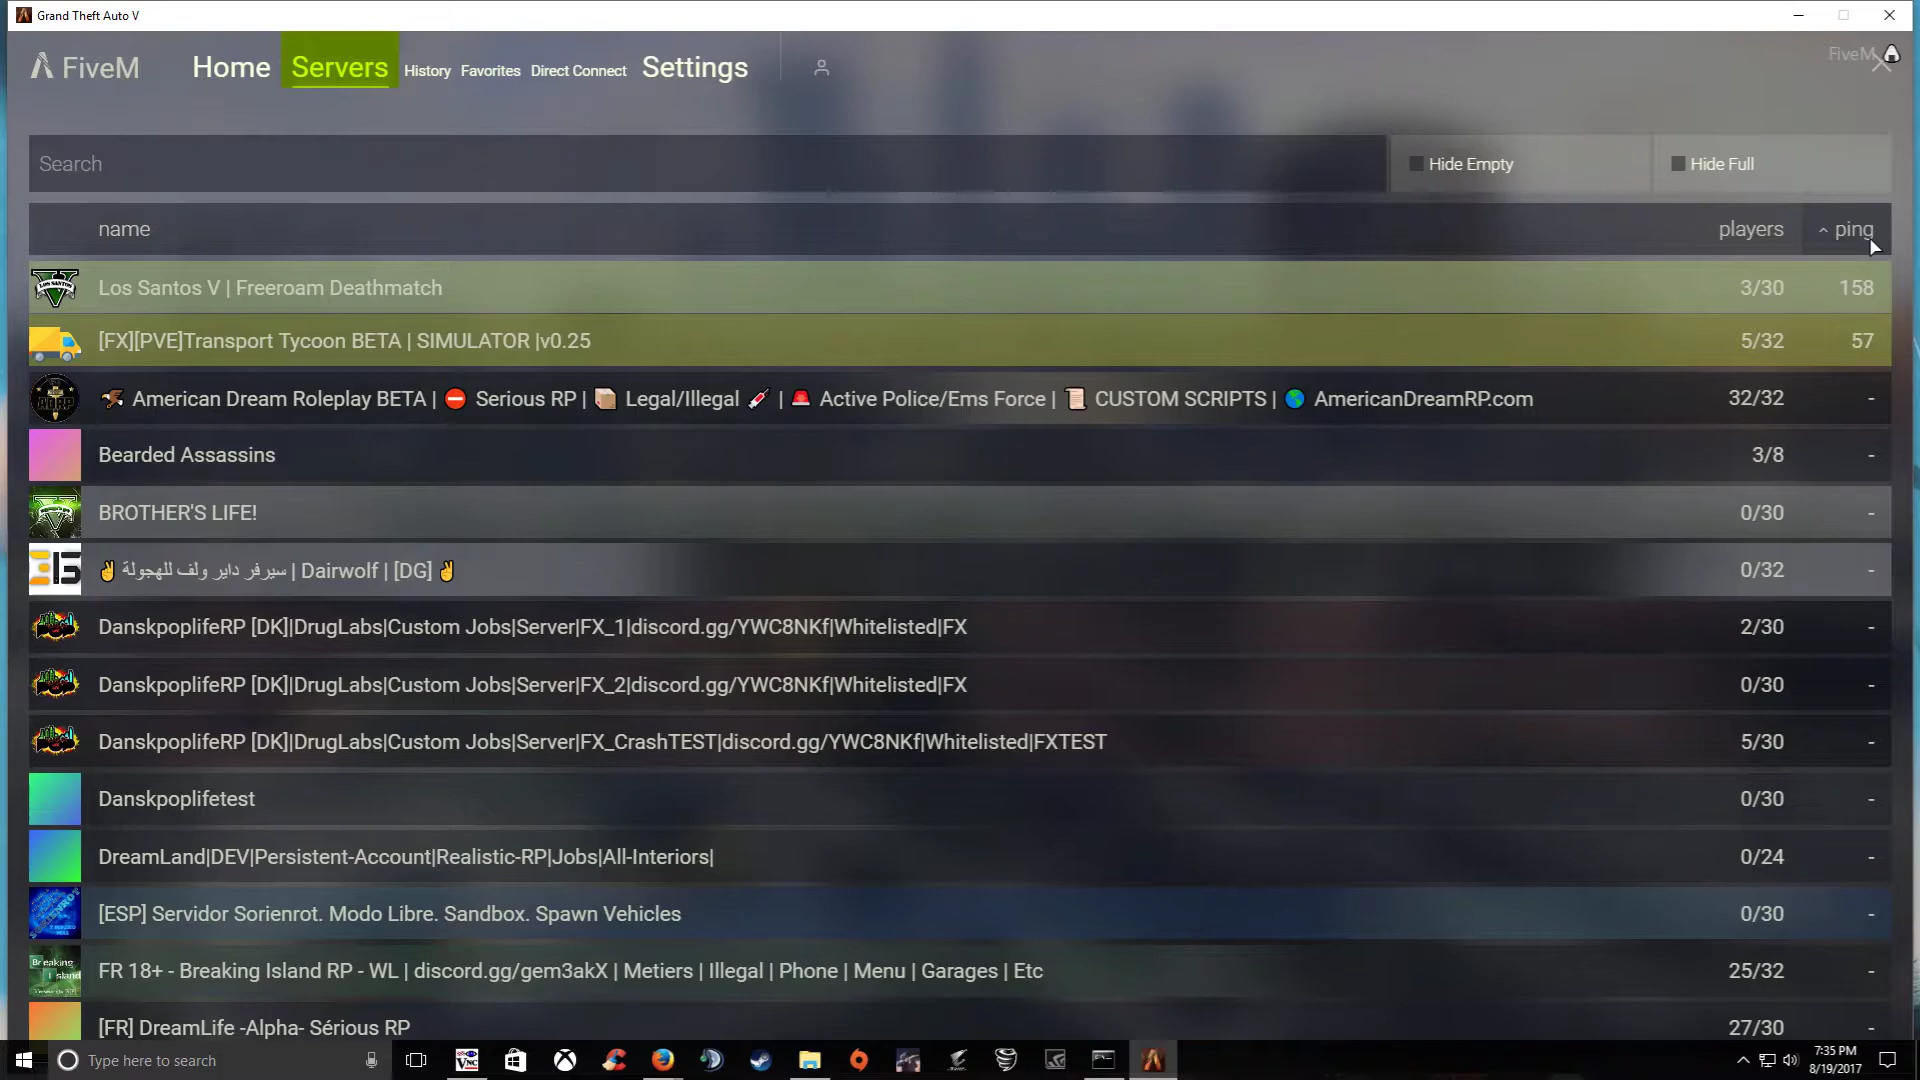 Grand Theft Auto V
FiveM Home Servers History Favorites Direct Connect Settings FiveM
Search Hide Empty Hide Full
name players ping
Los Santos V | Freeroam Deathmatch 3/30 158
[FX][PVE]Transport Tycoon BETA | SIMULATOR |v0.25 5/32 57
American Dream Roleplay BETA | ⛔ Serious RP | 📦 Legal/Illegal 💉 | 🚨 Active Police/Ems Force | 📜 CUSTOM SCRIPTS | 🌎 AmericanDreamRP.com 32/32 -
Bearded Assassins 3/8 -
BROTHER'S LIFE! 0/30 -
✌ سيرفر داير ولف للهجولة | Dairwolf | [DG] ✌ 0/32 -
DanskpoplifeRP [DK]|DrugLabs|Custom Jobs|Server|FX_1|discord.gg/YWC8NKf|Whitelisted|FX 2/30 -
DanskpoplifeRP [DK]|DrugLabs|Custom Jobs|Server|FX_2|discord.gg/YWC8NKf|Whitelisted|FX 0/30 -
DanskpoplifeRP [DK]|DrugLabs|Custom Jobs|Server|FX_CrashTEST|discord.gg/YWC8NKf|Whitelisted|FXTEST 5/30 -
Danskpoplifetest 0/30 -
DreamLand|DEV|Persistent-Account|Realistic-RP|Jobs|All-Interiors| 0/24 -
[ESP] Servidor Sorienrot. Modo Libre. Sandbox. Spawn Vehicles 0/30 -
FR 18+ - Breaking Island RP - WL | discord.gg/gem3akX | Metiers | Illegal | Phone | Menu | Garages | Etc 25/32 -
[FR] DreamLife -Alpha- Sérious RP 27/30 -
Type here to search
7:35 PM
8/19/2017